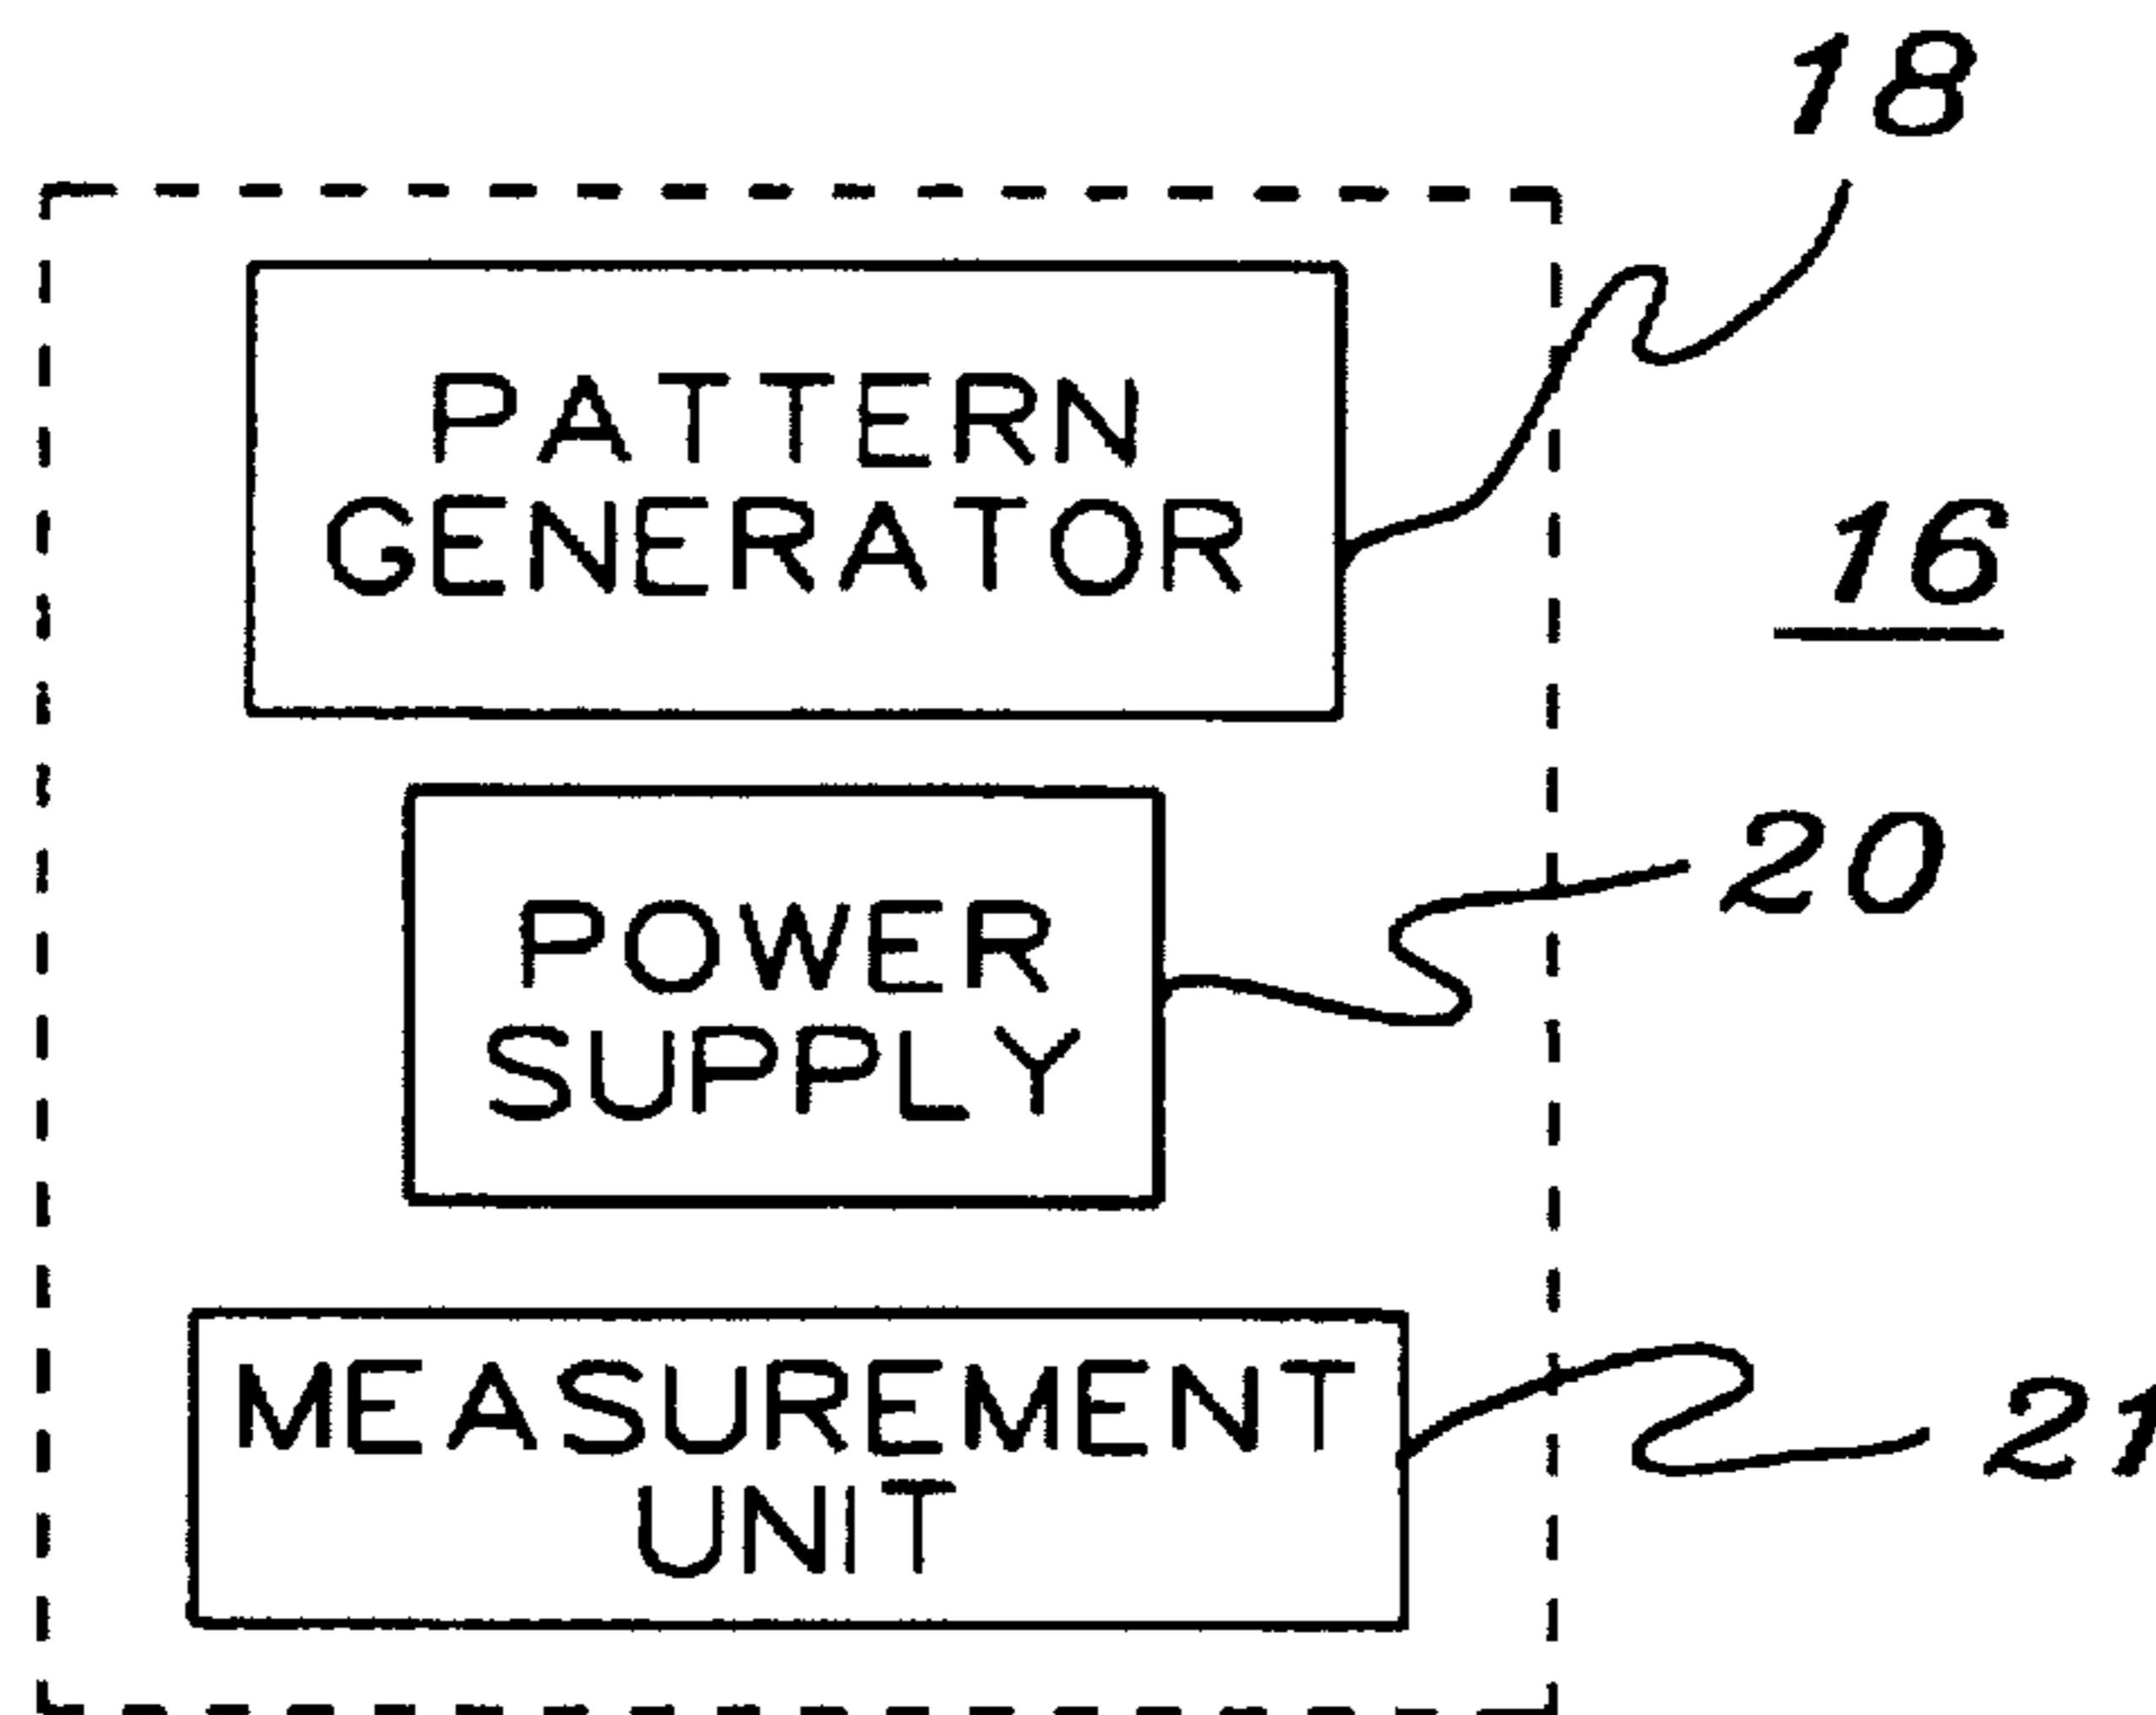 18
PATTERN
GENERATOR
16
20
POWER
SUPPLY
MEASUREMENT
21
UNIT